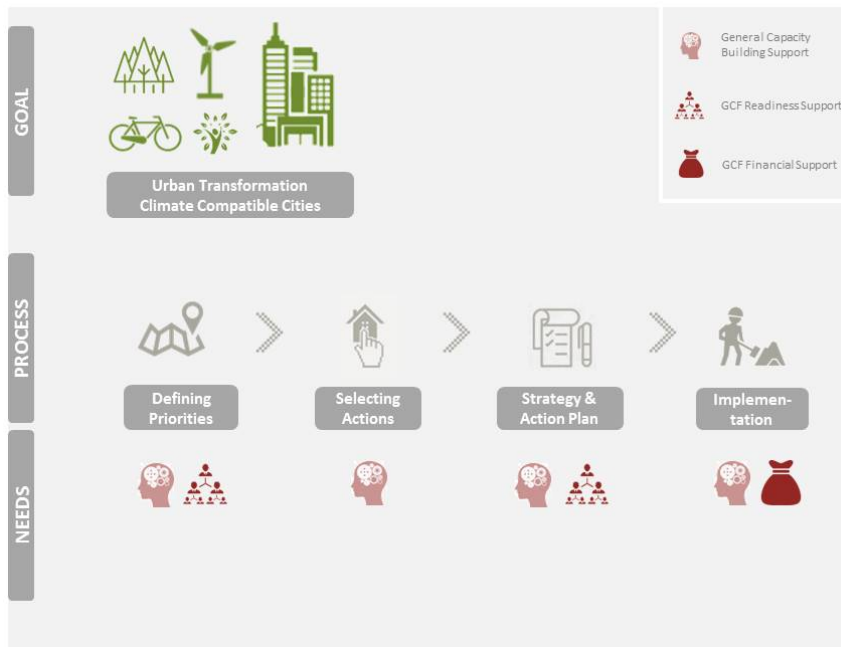 GOAL
Urban Transformation
Climate Compatible Cities
General Capacity
Building Support
GCF Readiness Support
GCF Financial Support
PROCESS
Defining
Priorities
Selecting
Actions
Strategy &
Action Plan
Implemen-
tation
NEEDS